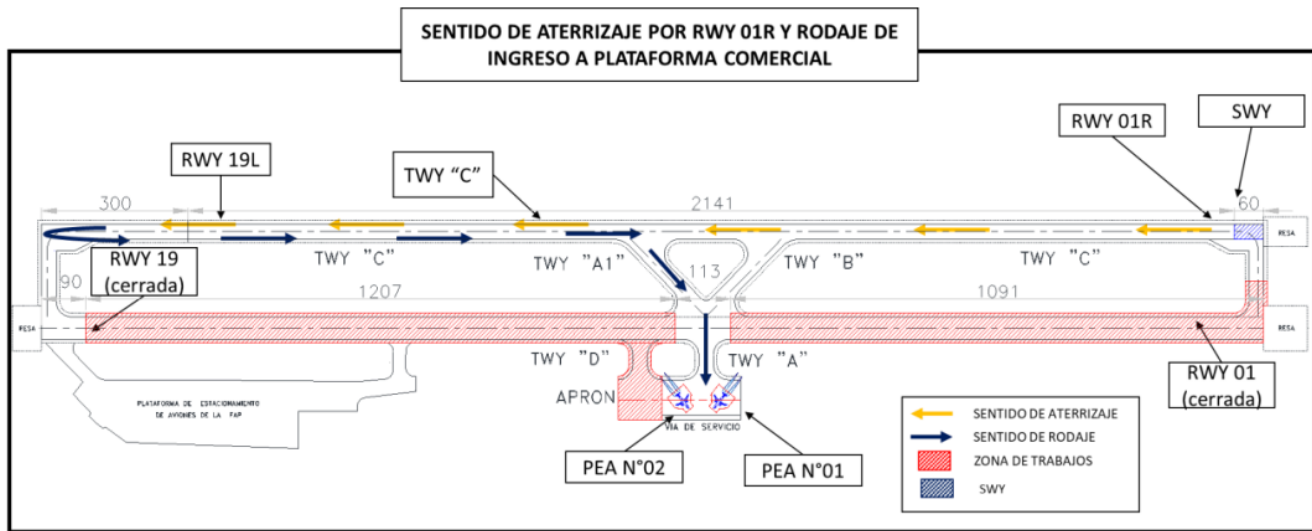 SENTIDO DE ATERRIZAJE POR RWY 01R Y RODAJE DE
INGRESO A PLATAFORMA COMERCIAL
SWY
RWY 01R
RWY 19L
TWY “C”
300
2141
60
RESA
TWY "C"
TWY "A1"
TWY "B"
TWY "C"
113
RWY 19
(cerrada)
90
1207
1091
RESA
RESA
TWY "D"
TWY "A"
RWY 01
(cerrada)
APRON
PLATAFORMA DE ESTACIONAMIENTO
DE AVIONES DE LA FAP
VIA DE SERVICIO
PEA N°02
PEA N°01
SENTIDO DE ATERRIZAJE
SENTIDO DE RODAJE
ZONA DE TRABAJOS
SWY